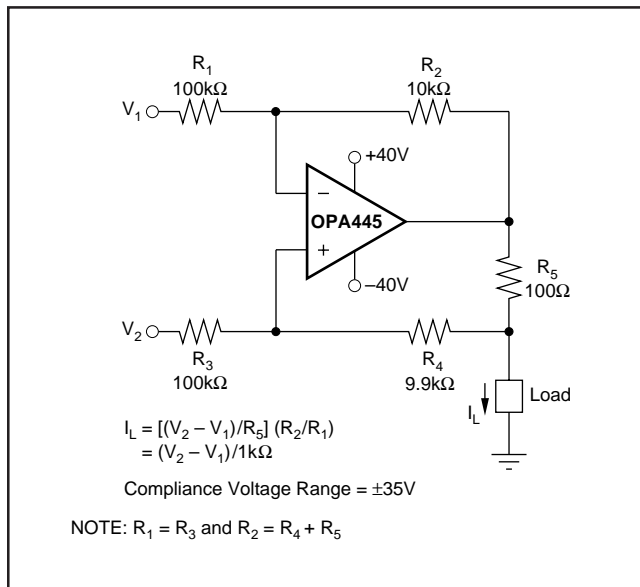 R1
100kΩ
R2
10kΩ
V1
+40V
–
OPA445
+
–40V
R5
100Ω
V2
R3
100kΩ
R4
9.9kΩ
Load
IL
IL = [(V2 – V1)/R5] (R2/R1)
= (V2 – V1)/1kΩ
Compliance Voltage Range = ±35V
NOTE: R1 = R3 and R2 = R4 + R5